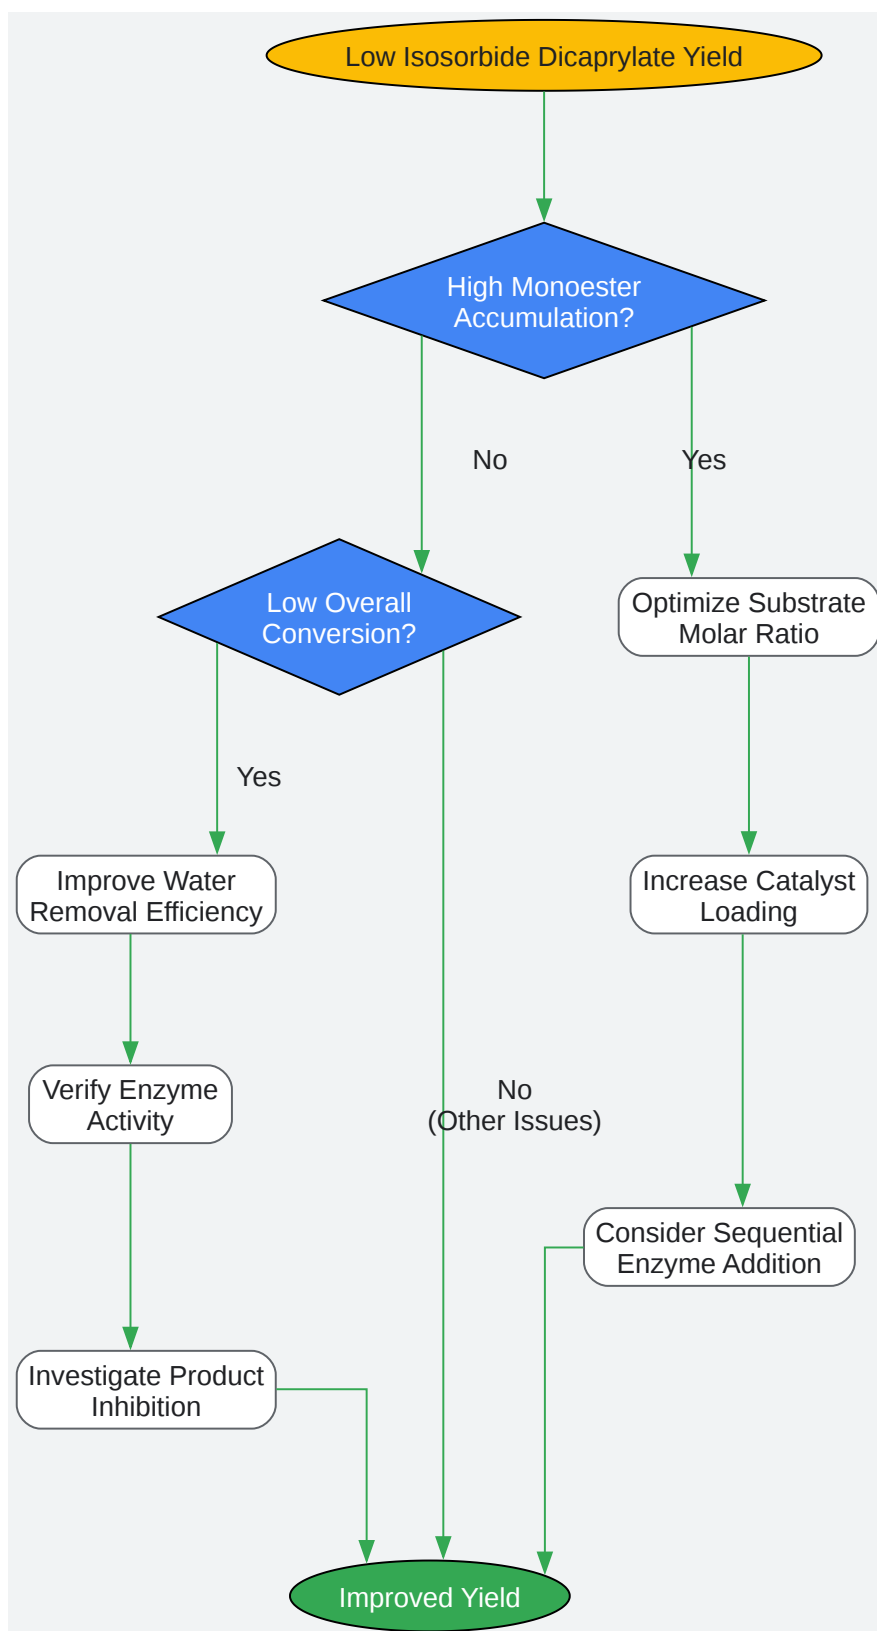 Low Isosorbide Dicaprylate Yield
High Monoester
Accumulation?
No
Yes
Low Overall
Conversion?
Optimize Substrate
Molar Ratio
Yes
Improve Water
Removal Efficiency
Increase Catalyst
Loading
Verify Enzyme
Activity
No
(Other Issues)
Consider Sequential
Enzyme Addition
Investigate Product
Inhibition
Improved Yield